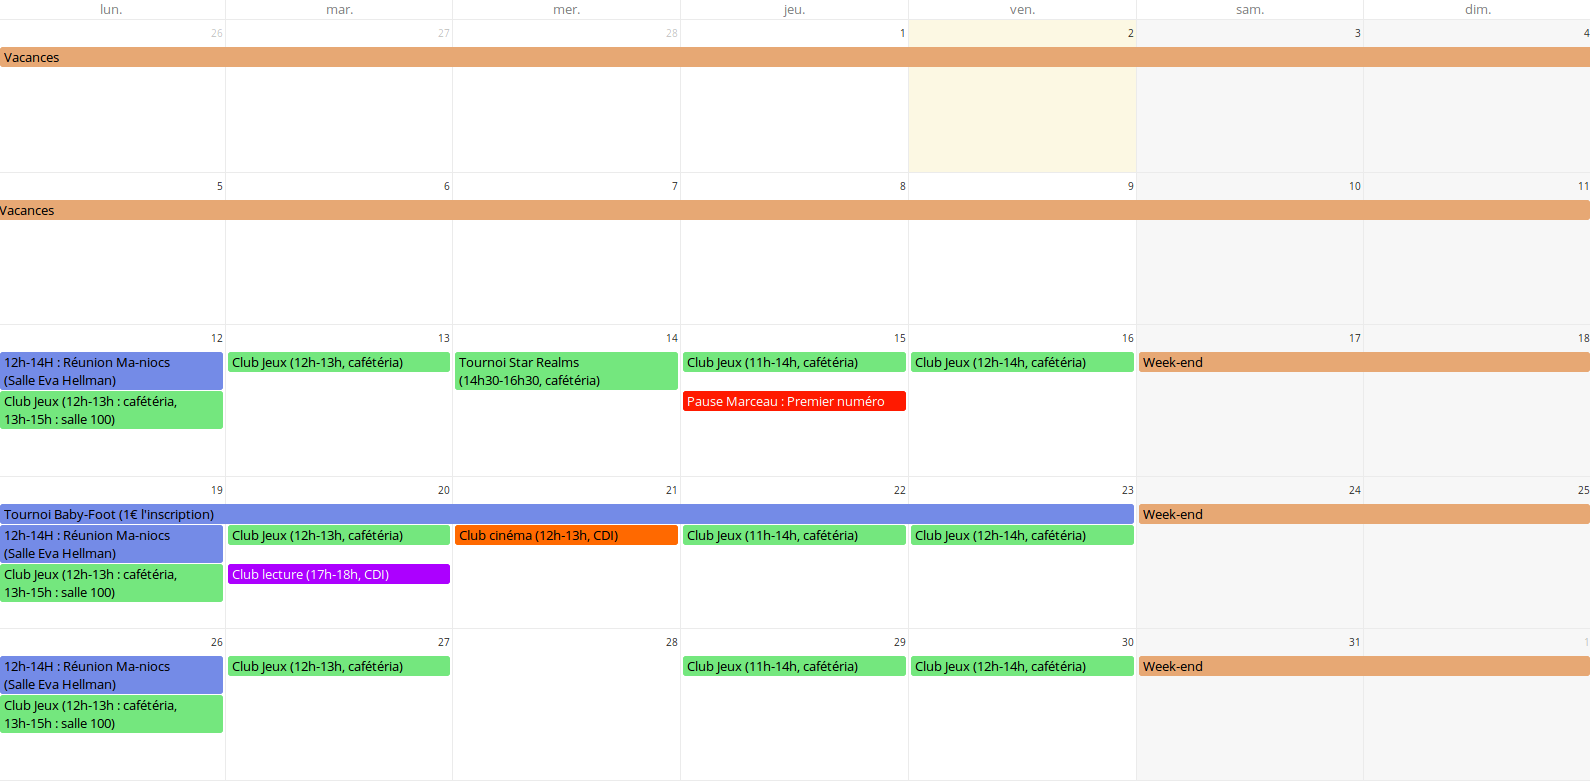 lun. mar. mer. jeu. ven. sam. dim.
26 27 28 1 2 3 4
Vacances
5 6 7 8 9 10 11
Vacances
12 13 14 15 16 17 18
12h-14H : Réunion Ma-niocs
(Salle Eva Hellman)
Club Jeux (12h-13h : cafétéria,
13h-15h : salle 100)
Club Jeux (12h-13h, cafétéria)
Tournoi Star Realms
(14h30-16h30, cafétéria)
Club Jeux (11h-14h, cafétéria)
Pause Marceau : Premier numéro
Club Jeux (12h-14h, cafétéria)
Week-end
19 20 21 22 23 24 25
Tournoi Baby-Foot (1€ l'inscription)
Week-end
12h-14H : Réunion Ma-niocs
(Salle Eva Hellman)
Club Jeux (12h-13h : cafétéria,
13h-15h : salle 100)
Club Jeux (12h-13h, cafétéria)
Club lecture (17h-18h, CDI)
Club cinéma (12h-13h, CDI)
Club Jeux (11h-14h, cafétéria)
Club Jeux (12h-14h, cafétéria)
26 27 28 29 30 31 1
12h-14H : Réunion Ma-niocs
(Salle Eva Hellman)
Club Jeux (12h-13h : cafétéria,
13h-15h : salle 100)
Club Jeux (12h-13h, cafétéria)
Club Jeux (11h-14h, cafétéria)
Club Jeux (12h-14h, cafétéria)
Week-end